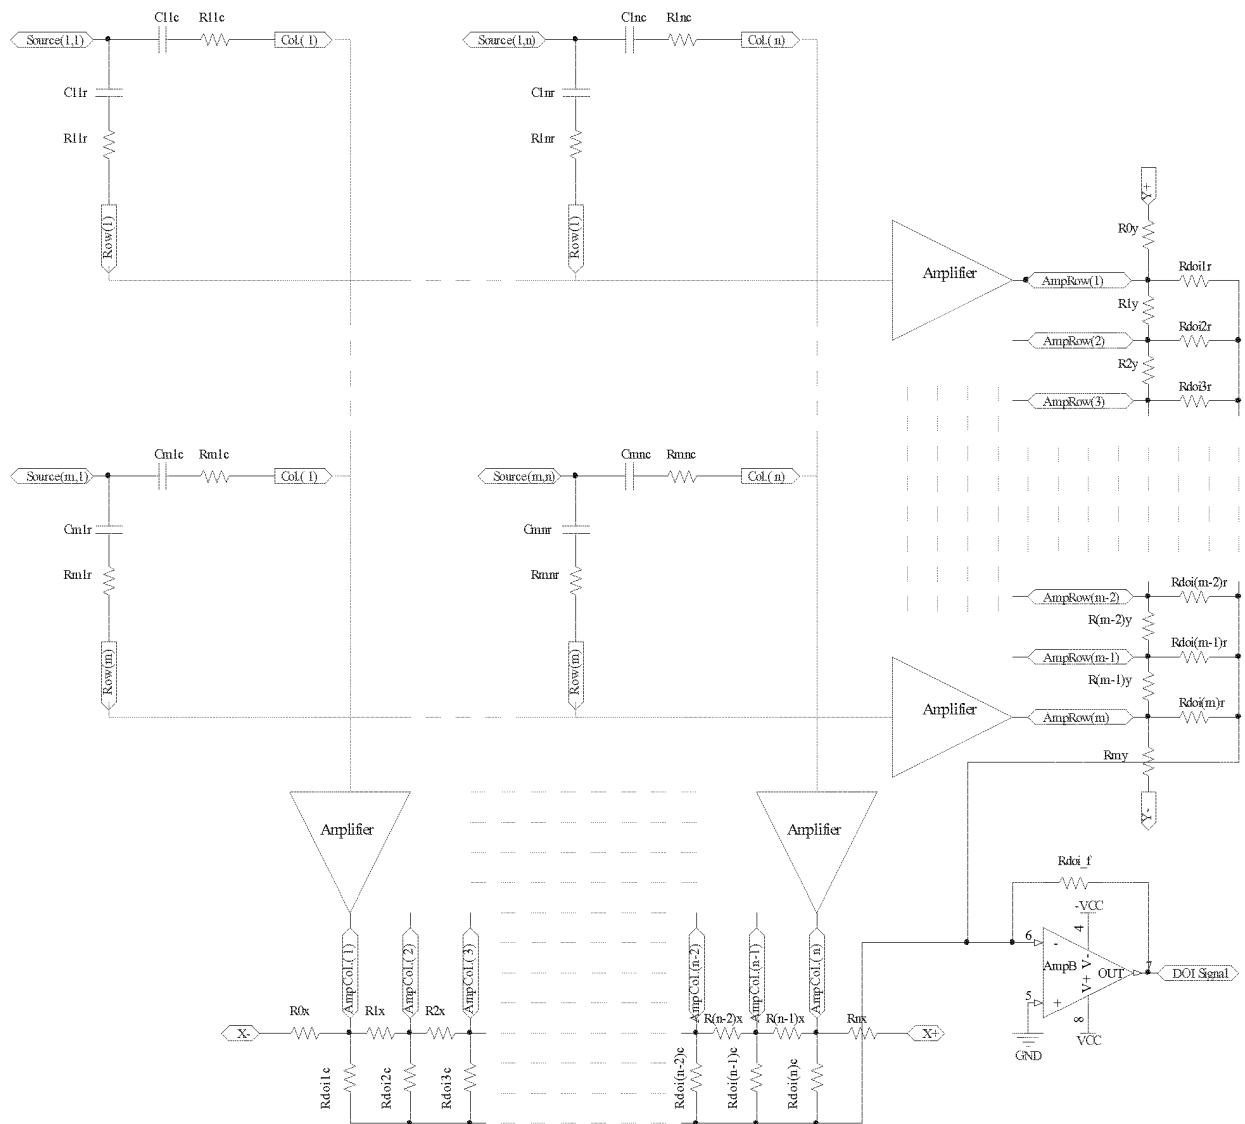 C11c R11c C1nc R1nc
Source(1,1) Col.( 1) Source(1,n) Col.( n)
C11r C1nr
R11r R1nr
Row(1) Row(1) Y+
R0y
Amplifier Rdoi1r
AmpRow(1)
R1y
Rdoi2r
AmpRow(2)
R2y
Rdoi3r
AmpRow(3)
Cm1c Rm1c Cmnc Rmnc
Source(m,1) Col.( 1) Source(m,n) Col.( n)
Cm1r Cmnr
Rm1r Rmnr
Rdoi(m-2)r
AmpRow(m-2)
R(m-2)y
Rdoi(m-1)r
AmpRow(m-1)
Row(m) Row(m) R(m-1)y
Amplifier Rdoi(m)r
AmpRow(m)
Rmy
Y-
Amplifier Amplifier
Rdoi_f
-VCC
4
6 - V-
AmpB OUT 7 DOI Signal
5 + V+
8
GND VCC
AmpCol.( 1) AmpCol.( 2) AmpCol.( 3) AmpCol.(n-2) AmpCol.(n-1) AmpCol.( n)
R0x R1x R2x R(n-2)x R(n-1)x Rnx
X- X+
Rdoi1c Rdoi2c Rdoi3c Rdoi(n-2)c Rdoi(n-1)c Rdoi(n)c